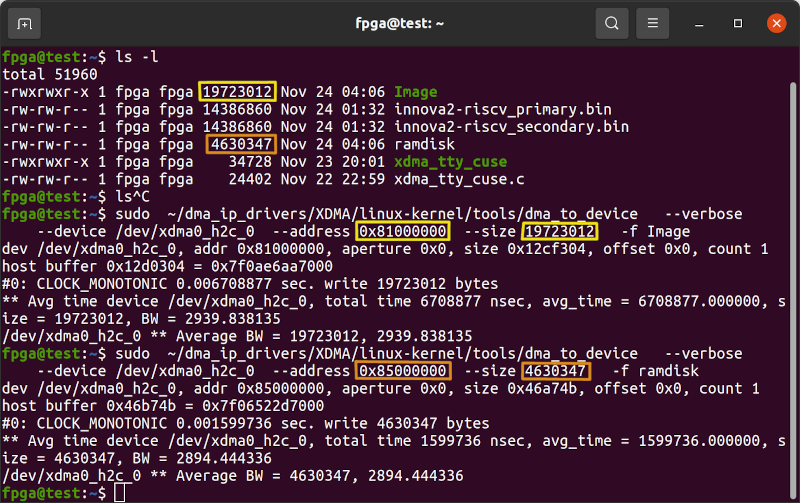 fpga@test: ~
fpga@test:~$ ls -l
total 51960
-rwxrwxr-x 1 fpga fpga 19723012 Nov 24 04:06 Image
-rw-rw-r-- 1 fpga fpga 14386860 Nov 24 01:32 innova2-riscv_primary.bin
-rw-rw-r-- 1 fpga fpga 14386860 Nov 24 01:32 innova2-riscv_secondary.bin
-rw-rw-r-- 1 fpga fpga  4630347 Nov 24 04:06 ramdisk
-rwxrwxr-x 1 fpga fpga    34728 Nov 23 20:01 xdma_tty_cuse
-rw-rw-r-- 1 fpga fpga    24402 Nov 22 22:59 xdma_tty_cuse.c
fpga@test:~$ ls^C
fpga@test:~$ sudo  ~/dma_ip_drivers/XDMA/linux-kernel/tools/dma_to_device   --verbose
--device /dev/xdma0_h2c_0  --address 0x81000000  --size 19723012   -f Image
dev /dev/xdma0_h2c_0, addr 0x81000000, aperture 0x0, size 0x12cf304, offset 0x0, count 1
host buffer 0x12d0304 = 0x7f0ae6aa7000
#0: CLOCK_MONOTONIC 0.006708877 sec. write 19723012 bytes
** Avg time device /dev/xdma0_h2c_0, total time 6708877 nsec, avg_time = 6708877.000000, s
ize = 19723012, BW = 2939.838135
/dev/xdma0_h2c_0 ** Average BW = 19723012, 2939.838135
fpga@test:~$ sudo  ~/dma_ip_drivers/XDMA/linux-kernel/tools/dma_to_device   --verbose
--device /dev/xdma0_h2c_0  --address 0x85000000  --size 4630347   -f ramdisk
dev /dev/xdma0_h2c_0, addr 0x85000000, aperture 0x0, size 0x46a74b, offset 0x0, count 1
host buffer 0x46b74b = 0x7f06522d7000
#0: CLOCK_MONOTONIC 0.001599736 sec. write 4630347 bytes
** Avg time device /dev/xdma0_h2c_0, total time 1599736 nsec, avg_time = 1599736.000000, s
ize = 4630347, BW = 2894.444336
/dev/xdma0_h2c_0 ** Average BW = 4630347, 2894.444336
fpga@test:~$